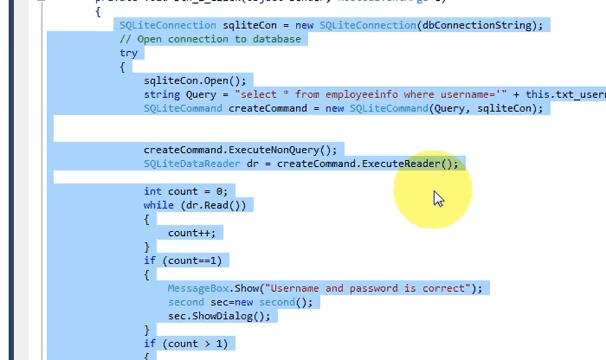 SQLiteConnection sqliteCon = new SQLiteConnection(dbConnectionString);
// Open connection to database
try
{
sqliteCon.Open();
string Query = "select * from employeeinfo where username='" + this.txt_user
SQLiteCommand createCommand = new SQLiteCommand(Query, sqliteCon);
createCommand.ExecuteNonQuery();
SQLiteDataReader dr = createCommand.ExecuteReader();
int count = 0;
while (dr.Read())
{
count++;
}
if (count==1)
{
MessageBox.Show("Username and password is correct");
second sec=new second();
sec.ShowDialog();
}
if (count > 1)
{